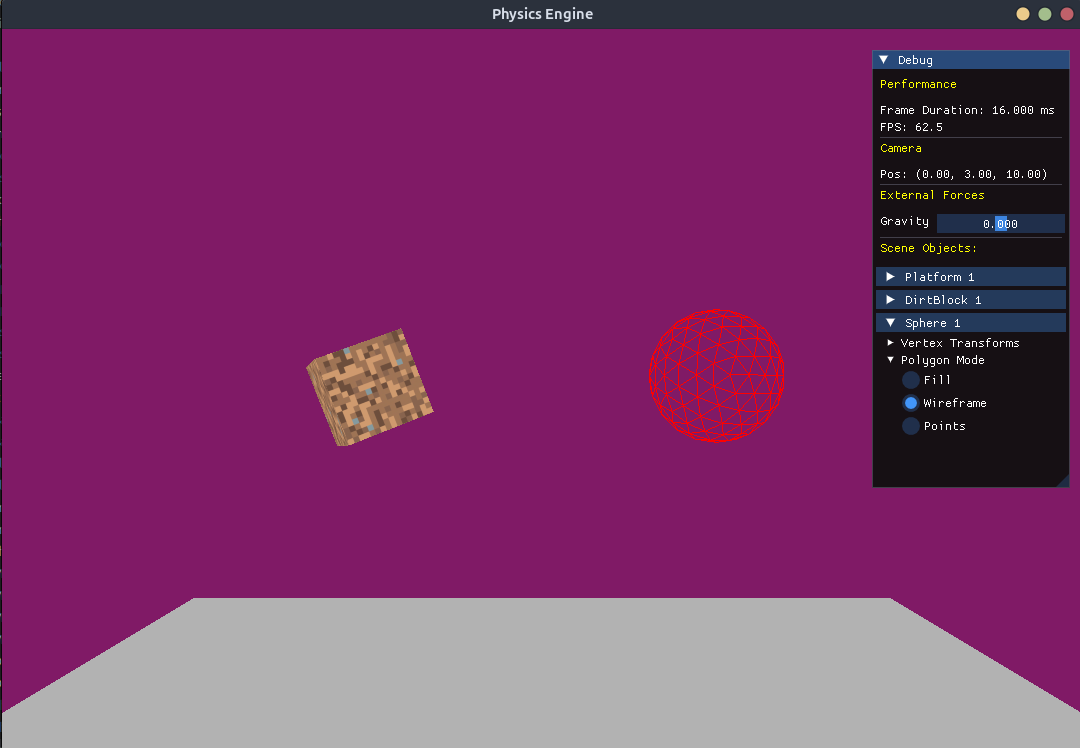 Physics Engine
Debug
Performance
Frame Duration: 16.000 ms
FPS: 62.5
Camera
Pos: (0.00, 3.00, 10.00)
External Forces
Gravity 0.000
Scene Objects:
Platform 1
DirtBlock 1
Sphere 1
Vertex Transforms
Polygon Mode
Fill
Wireframe
Points